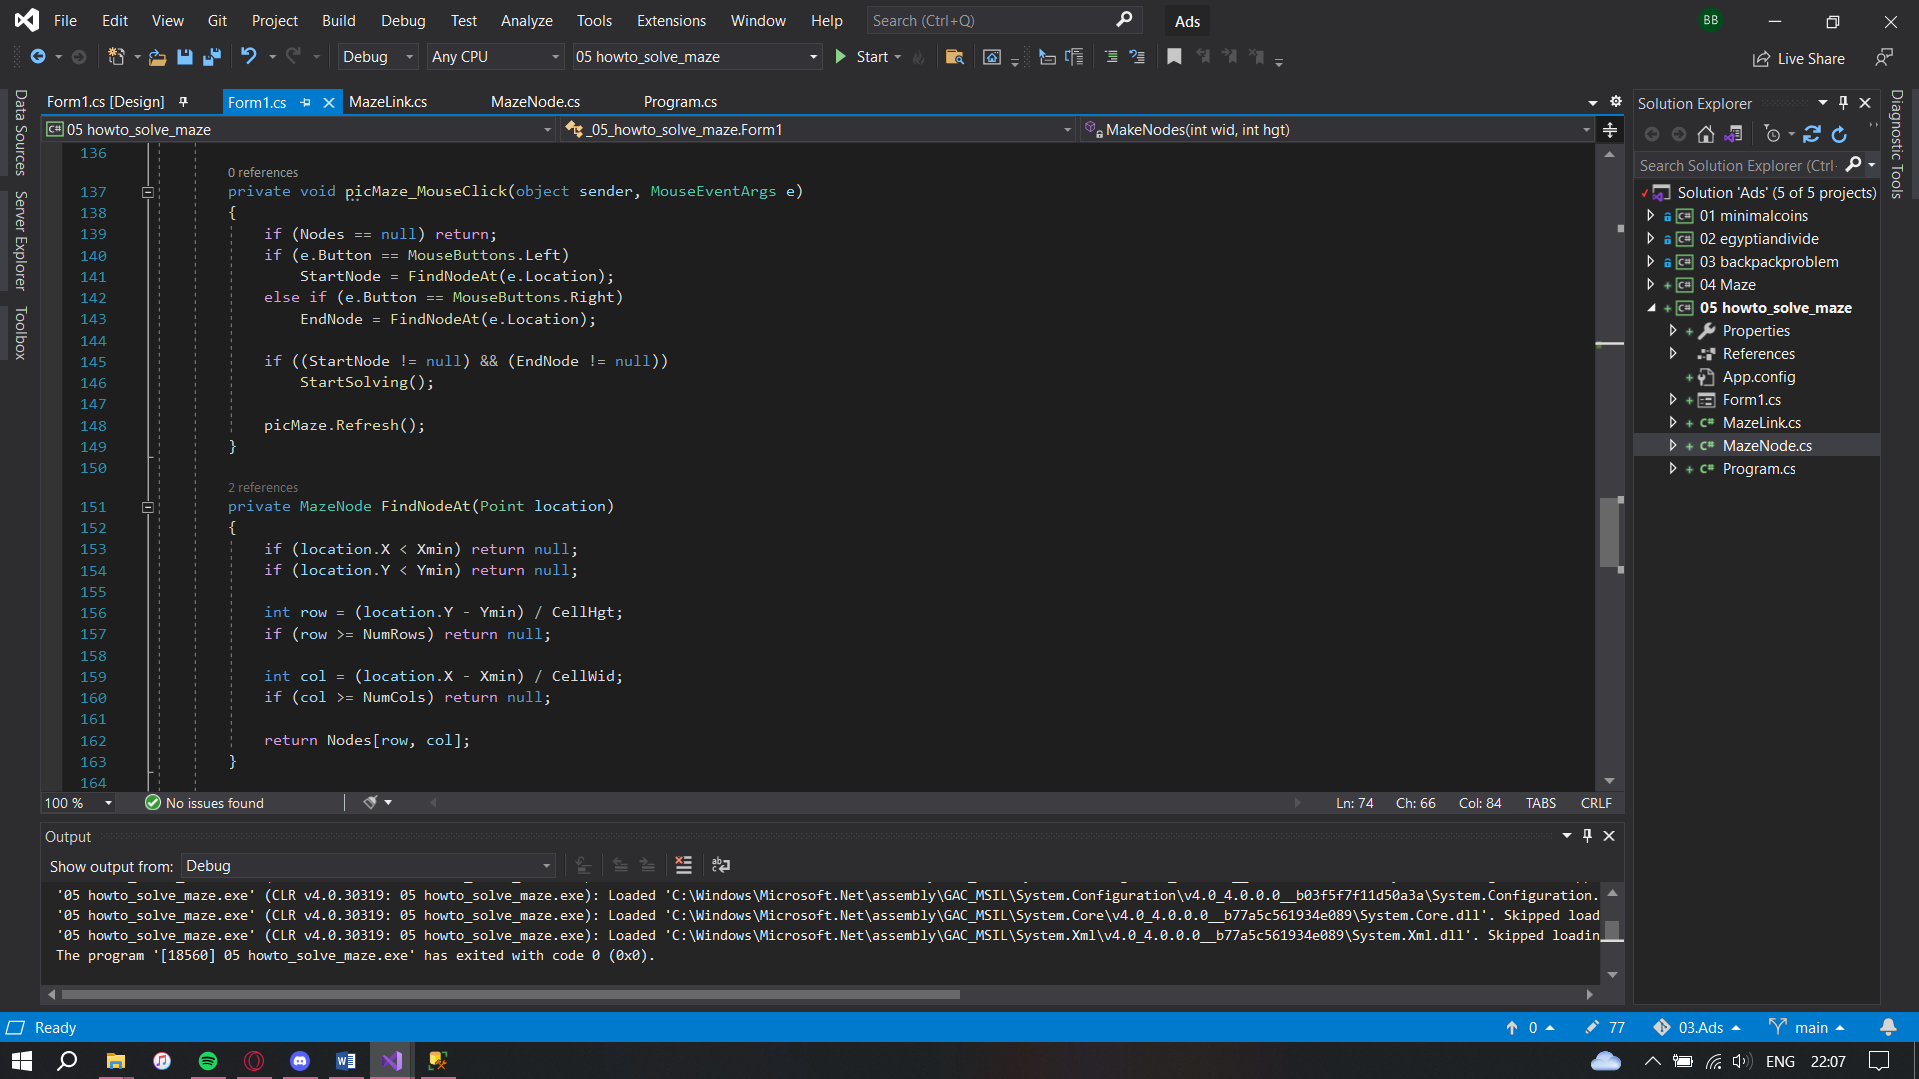 File Edit View Git Project Build Debug Test Analyze Tools Extensions Window Help Search (Ctrl+Q) Ads BB
Debug Any CPU 05 howto_solve_maze Start Live Share
Form1.cs [Design] Form1.cs MazeLink.cs MazeNode.cs Program.cs
05 howto_solve_maze _05_howto_solve_maze.Form1 MakeNodes(int wid, int hgt)
Data Sources
Server Explorer
Toolbox
136
0 references
137 private void picMaze_MouseClick(object sender, MouseEventArgs e)
138 {
139 if (Nodes == null) return;
140 if (e.Button == MouseButtons.Left)
141 StartNode = FindNodeAt(e.Location);
142 else if (e.Button == MouseButtons.Right)
143 EndNode = FindNodeAt(e.Location);
144
145 if ((StartNode != null) && (EndNode != null))
146 StartSolving();
147
148 picMaze.Refresh();
149 }
150
2 references
151 private MazeNode FindNodeAt(Point location)
152 {
153 if (location.X < Xmin) return null;
154 if (location.Y < Ymin) return null;
155
156 int row = (location.Y - Ymin) / CellHgt;
157 if (row >= NumRows) return null;
158
159 int col = (location.X - Xmin) / CellWid;
160 if (col >= NumCols) return null;
161
162 return Nodes[row, col];
163 }
164
100 % No issues found Ln: 74 Ch: 66 Col: 84 TABS CRLF
Output
Show output from: Debug
'05 howto_solve_maze.exe' (CLR v4.0.30319: 05 howto_solve_maze.exe): Loaded 'C:\Windows\Microsoft.Net\assembly\GAC_MSIL\System.Configuration\v4.0_4.0.0.0__b03f5f7f11d50a3a\System.Configuration.
'05 howto_solve_maze.exe' (CLR v4.0.30319: 05 howto_solve_maze.exe): Loaded 'C:\Windows\Microsoft.Net\assembly\GAC_MSIL\System.Core\v4.0_4.0.0.0__b77a5c561934e089\System.Core.dll'. Skipped load
'05 howto_solve_maze.exe' (CLR v4.0.30319: 05 howto_solve_maze.exe): Loaded 'C:\Windows\Microsoft.Net\assembly\GAC_MSIL\System.Xml\v4.0_4.0.0.0__b77a5c561934e089\System.Xml.dll'. Skipped loadin
The program '[18560] 05 howto_solve_maze.exe' has exited with code 0 (0x0).
Solution Explorer
Search Solution Explorer (Ctrl
Solution 'Ads' (5 of 5 projects)
01 minimalcoins
02 egyptiandivide
03 backpackproblem
04 Maze
05 howto_solve_maze
Properties
References
App.config
Form1.cs
MazeLink.cs
MazeNode.cs
Program.cs
Diagnostic Tools
Ready 0 77 03.Ads main
ENG 22:07